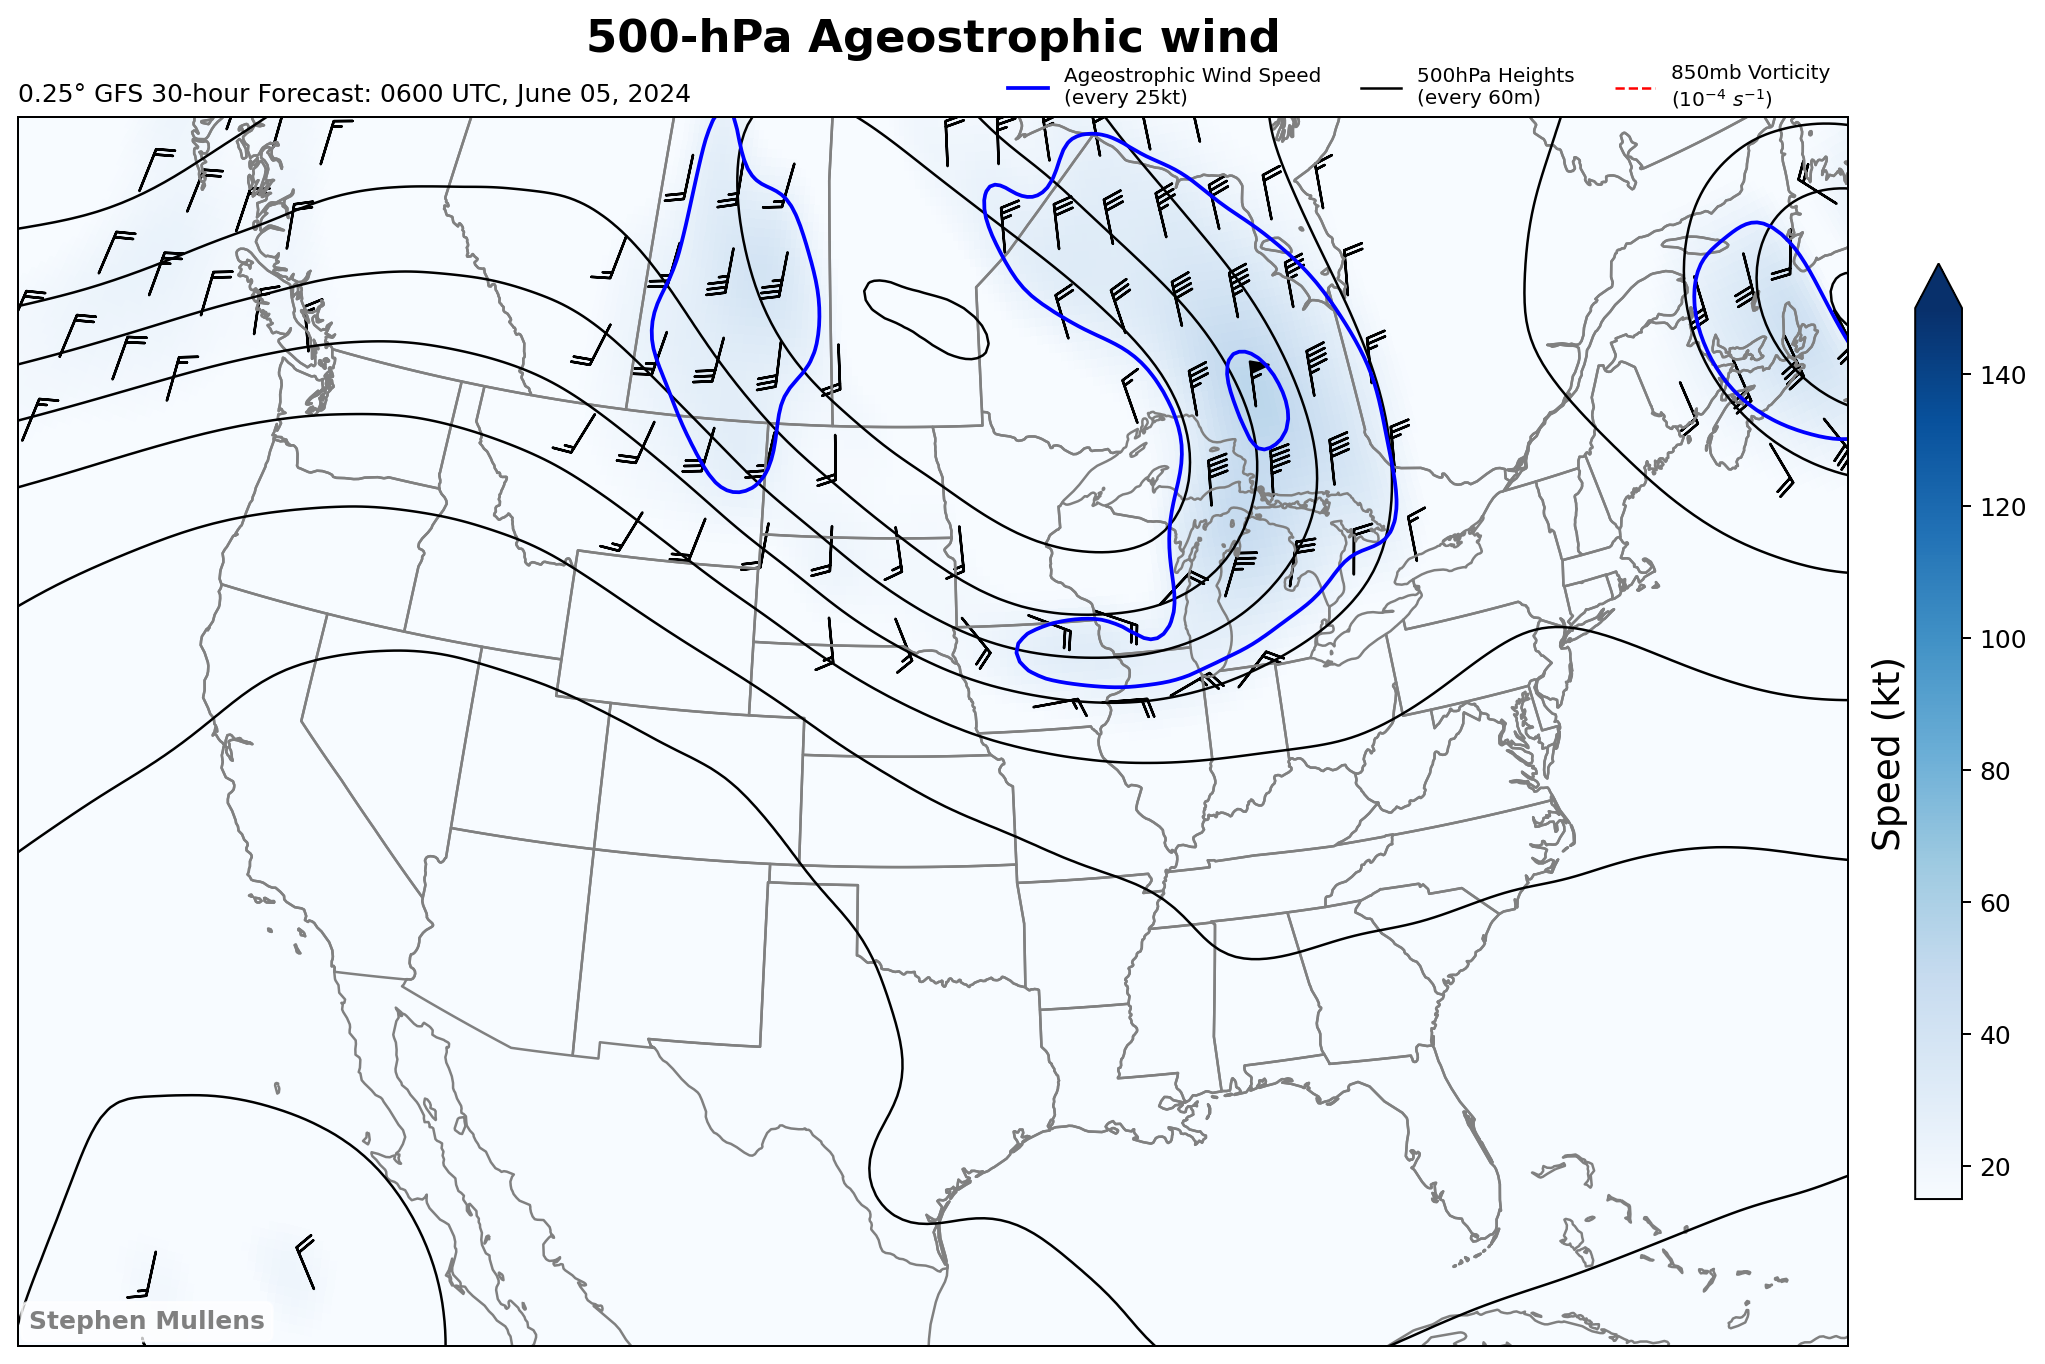 500-hPa Ageostrophic wind
0.25° GFS 30-hour Forecast: 0600 UTC, June 05, 2024
Ageostrophic Wind Speed
(every 25kt)
500hPa Heights
(every 60m)
850mb Vorticity
(10⁻⁴ s⁻¹)
140
120
100
80
60
40
20
Speed (kt)
Stephen Mullens